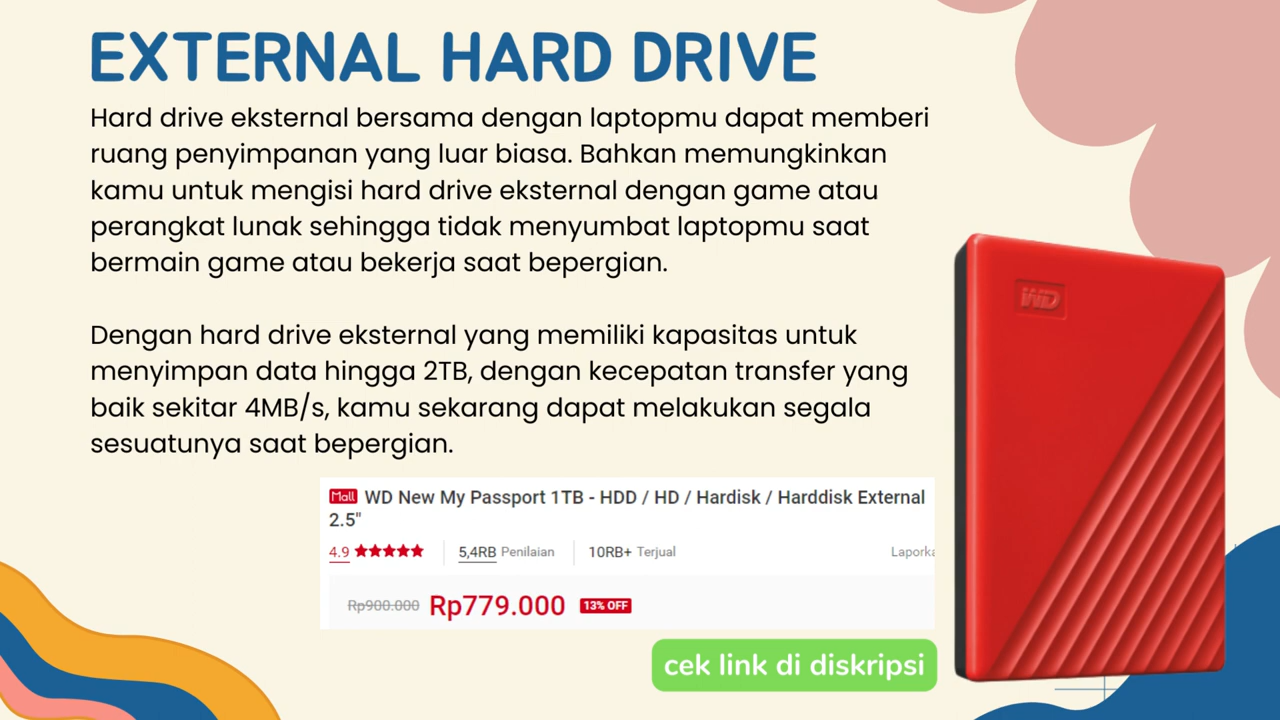 EXTERNAL HARD DRIVE
Hard drive eksternal bersama dengan laptopmu dapat memberi
ruang penyimpanan yang luar biasa. Bahkan memungkinkan
kamu untuk mengisi hard drive eksternal dengan game atau
perangkat lunak sehingga tidak menyumbat laptopmu saat
bermain game atau bekerja saat bepergian.
Dengan hard drive eksternal yang memiliki kapasitas untuk
menyimpan data hingga 2TB, dengan kecepatan transfer yang
baik sekitar 4MB/s, kamu sekarang dapat melakukan segala
sesuatunya saat bepergian.
WD
Mall WD New My Passport 1TB - HDD / HD / Hardisk / Harddisk External
2.5"
4.9 ★★★★★ 5,4RB Penilaian 10RB+ Terjual Laporka
Rp900.000 Rp779.000 13% OFF
cek link di diskripsi